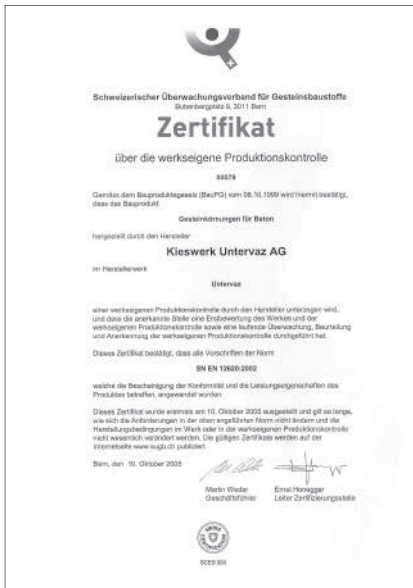 Schweizerischer Überwachungsverband für Gesteinsbaustoffe
Bubenbergplatz 9, 3011 Bern
Zertifikat
über die werkseigene Produktionskontrolle
Gemäss dem Bauproduktegesetz (BauPG) vom 08.10.1999 wird hiermit bestätigt,
dass das Bauprodukt
Gesteinskörnungen für Beton
hergestellt durch den Hersteller
Kieswerk Untervaz AG
im Herstellerwerk
Untervaz
einer werkseigenen Produktionskontrolle durch den Hersteller unterzogen wird,
und dass die anerkannte Stelle eine Erstbewertung des Werkes und der
werkseigenen Produktionskontrolle sowie eine laufende Überwachung, Beurteilung
und Anerkennung der werkseigenen Produktionskontrolle durchgeführt hat.
Dieses Zertifikat bestätigt, dass alle Vorschriften der Norm
SN EN 12620:2002
welche die Bescheinigung der Konformität und die Leistungseigenschaften des
Produktes betreffen, angewendet wurden.
Dieses Zertifikat wurde erstmals am 10. Oktober 2005 ausgestellt und gilt so lange,
wie sich die Anforderungen in der oben angeführten Norm nicht ändern und die
Herstellungsbedingungen im Werk oder in der werkseigenen Produktionskontrolle
nicht wesentlich verändert werden. Die gültigen Zertifikate werden auf der
Internetseite www.sugb.ch publiziert.
Bern, den 10. Oktober 2005
Martin Weder
Geschäftsführer
Ernst Honegger
Leiter Zertifizierungsstelle
SWISS
CERTIFICATION